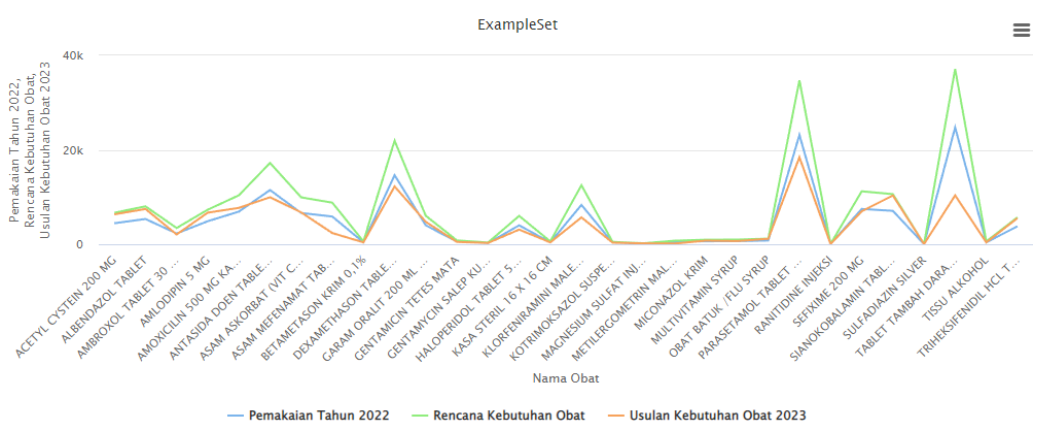 ExampleSet
Pemakaian Tahun 2022,
Rencana Kebutuhan Obat,
Usulan Kebutuhan Obat 2023
40k
20k
0
ACETYL CYSTEIN 200 MG
ALBENDAZOL TABLET
AMBROXOL TABLET 30 ...
AMLODIPIN 5 MG
AMOXICILIN 500 MG KA...
ANTASIDA DOEN TABLE...
ASAM ASKORBAT (VIT C...
ASAM MEFENAMAT TAB...
BETAMETASON KRIM 0,1%
DEXAMETHASON TABLE...
GARAM ORALIT 200 ML ...
GENTAMICIN TETES MATA
GENTAMYCIN SALEP KU...
HALOPERIDOL TABLET 5...
KASA STERIL 16 X 16 CM
KLORFENIRAMINI MALE...
KOTRIMOKSAZOL SUSPE...
MAGNESIUM SULFAT INJ...
METILERGOMETRIN MAL...
MICONAZOL KRIM
MULTIVITAMIN SYRUP
OBAT BATUK / FLU SYRUP
PARASETAMOL TABLET ...
RANITIDINE INJEKSI
SEFIXIME 200 MG
SIANOKOBALAMIN TABL...
SULFADIAZIN SILVER
TABLET TAMBAH DARA...
TISU ALKOHOL
TRIHEKSIFENIDIL HCL T...
Nama Obat
Pemakaian Tahun 2022
Rencana Kebutuhan Obat
Usulan Kebutuhan Obat 2023